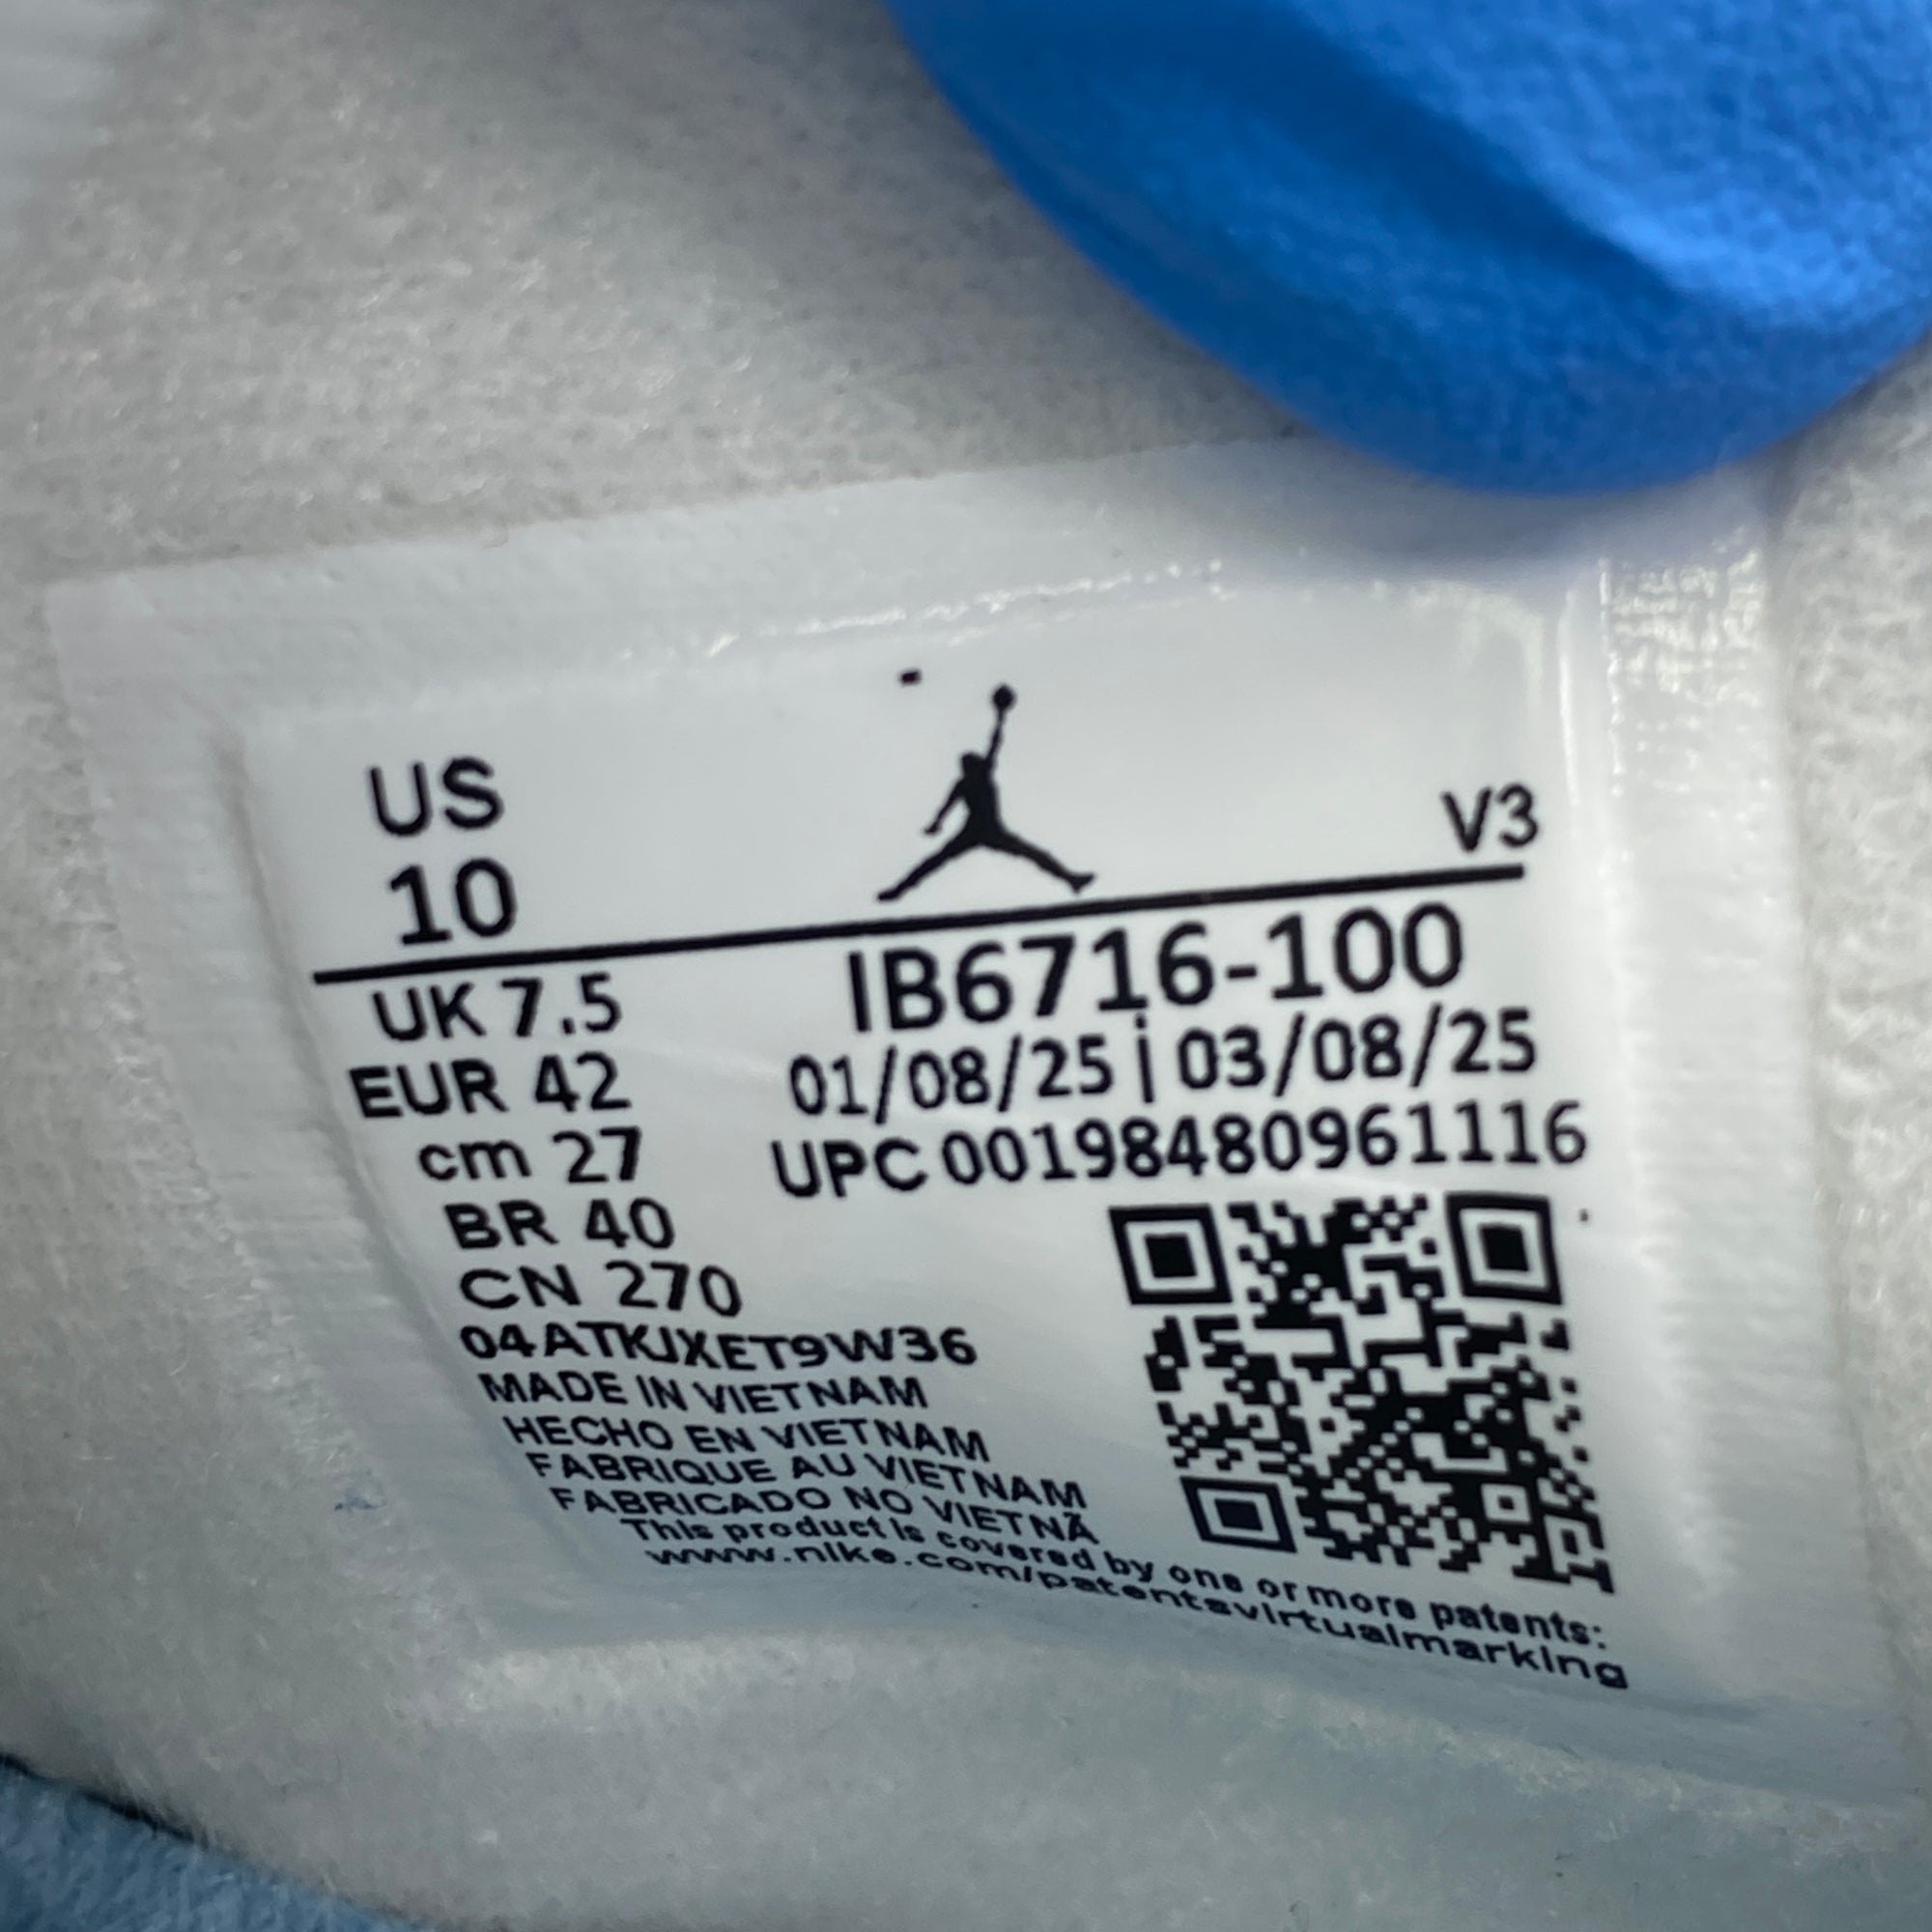 US
10
V3
UK 7.5
EUR 42
cm 27
BR 40
CN 270
IB6716-100
01/08/25 | 03/08/25
UPC 00198480961116
04ATKJXET9W36
MADE IN VIETNAM
HECHO EN VIETNAM
FABRIQUE AU VIETNAM
FABRICADO NO VIETNÃ
This product is covered by one or more patents:
www.nike.com/patentsvirtualmarking